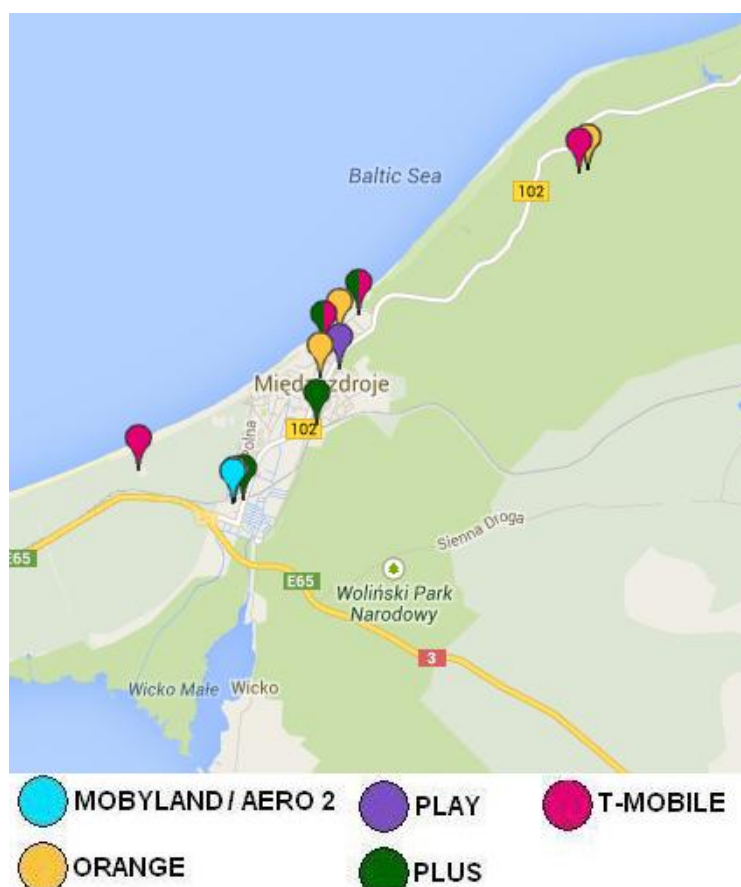 Baltic Sea
102
Międzyzdroje
102
Polna
Sienna Droga
E65
E65
Woliński Park
Narodowy
3
Wicko Małe
Wicko
MOBYLAND / AERO 2
PLAY
T-MOBILE
ORANGE
PLUS